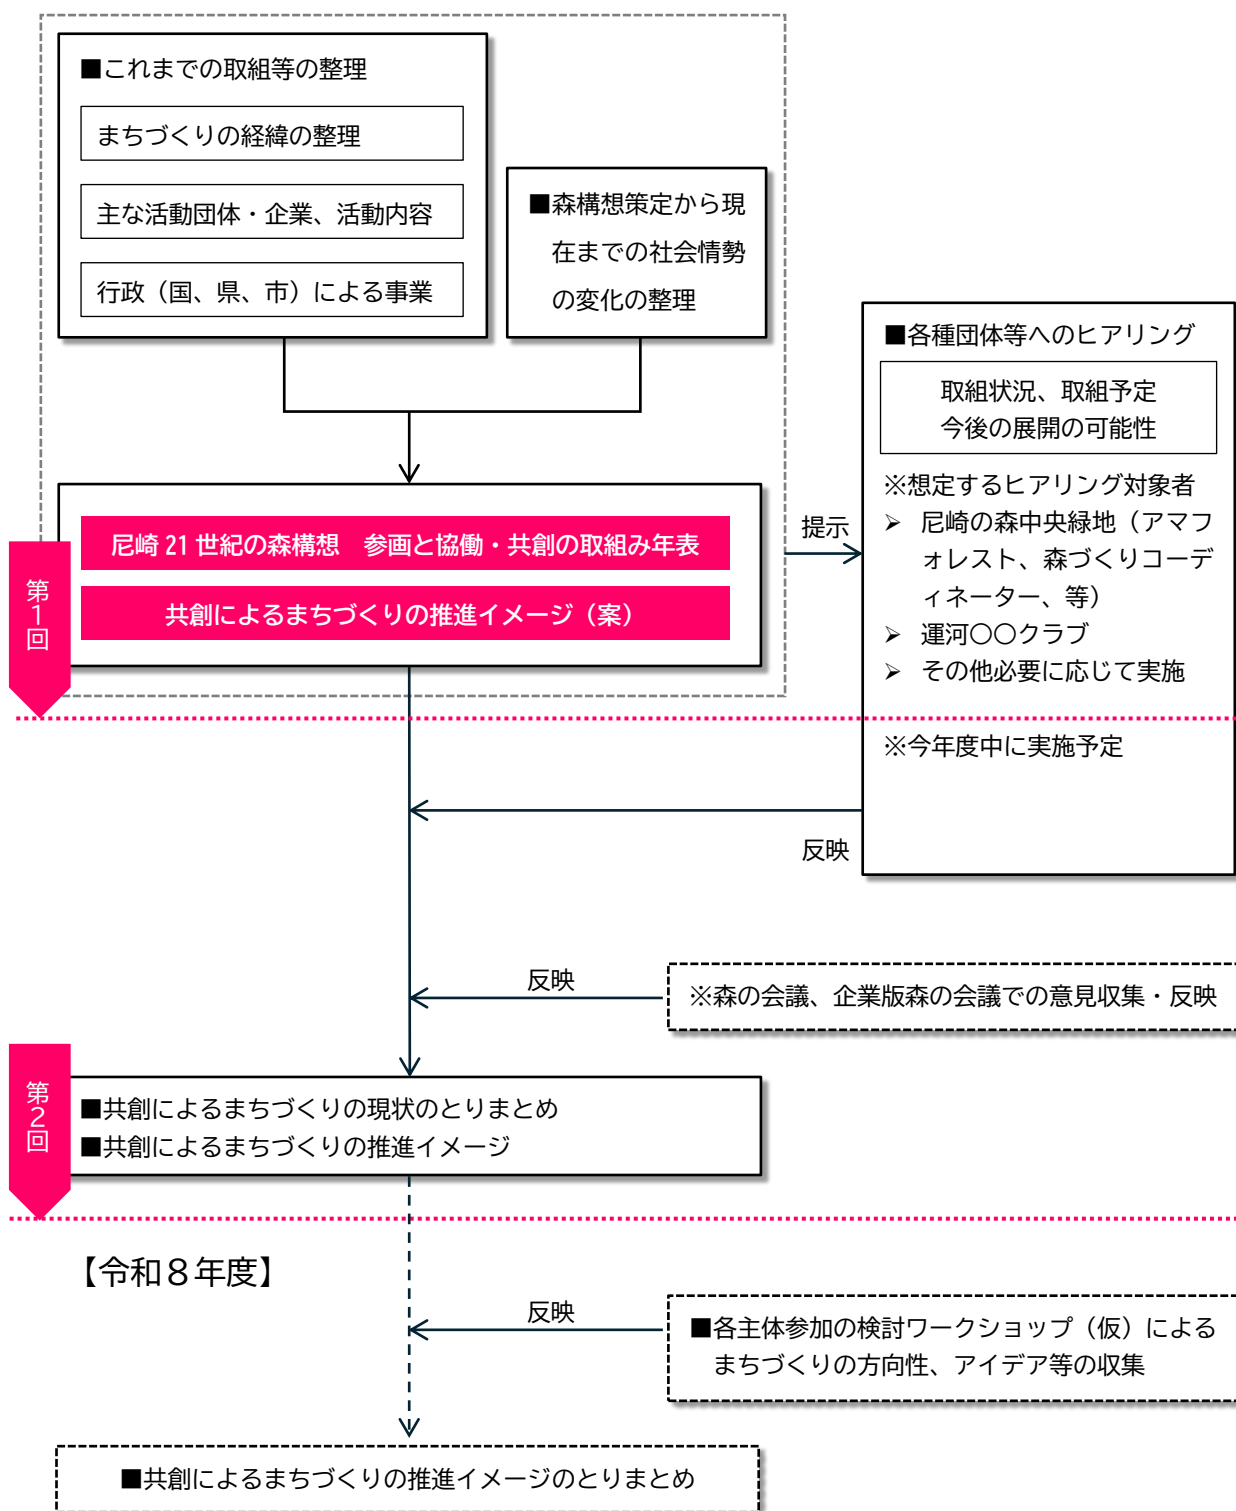 ■これまでの取組等の整理
まちづくりの経緯の整理
主な活動団体・企業、活動内容
行政（国、県、市）による事業
■森構想策定から現
在までの社会情勢
の変化の整理
■各種団体等へのヒアリング
取組状況、取組予定
今後の展開の可能性
※想定するヒアリング対象者
➢ 尼崎の森中央緑地（アマフ
ォレスト、森づくりコーデ
ィネーター、等）
➢ 運河〇〇クラブ
➢ その他必要に応じて実施
※今年度中に実施予定
提示
尼崎 21 世紀の森構想　参画と協働・共創の取組み年表
共創によるまちづくりの推進イメージ（案）
第1回
反映
反映
※森の会議、企業版森の会議での意見収集・反映
第2回
■共創によるまちづくりの現状のとりまとめ
■共創によるまちづくりの推進イメージ
【令和８年度】
反映
■各主体参加の検討ワークショップ（仮）による
まちづくりの方向性、アイデア等の収集
■共創によるまちづくりの推進イメージのとりまとめ